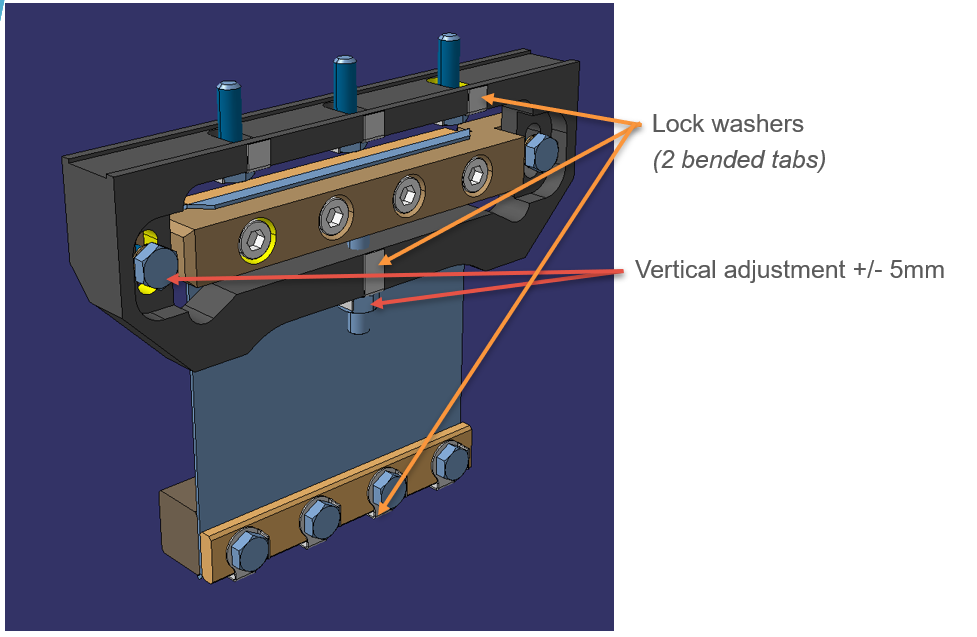 Lock washers
(2 bended tabs)
Vertical adjustment +/- 5mm